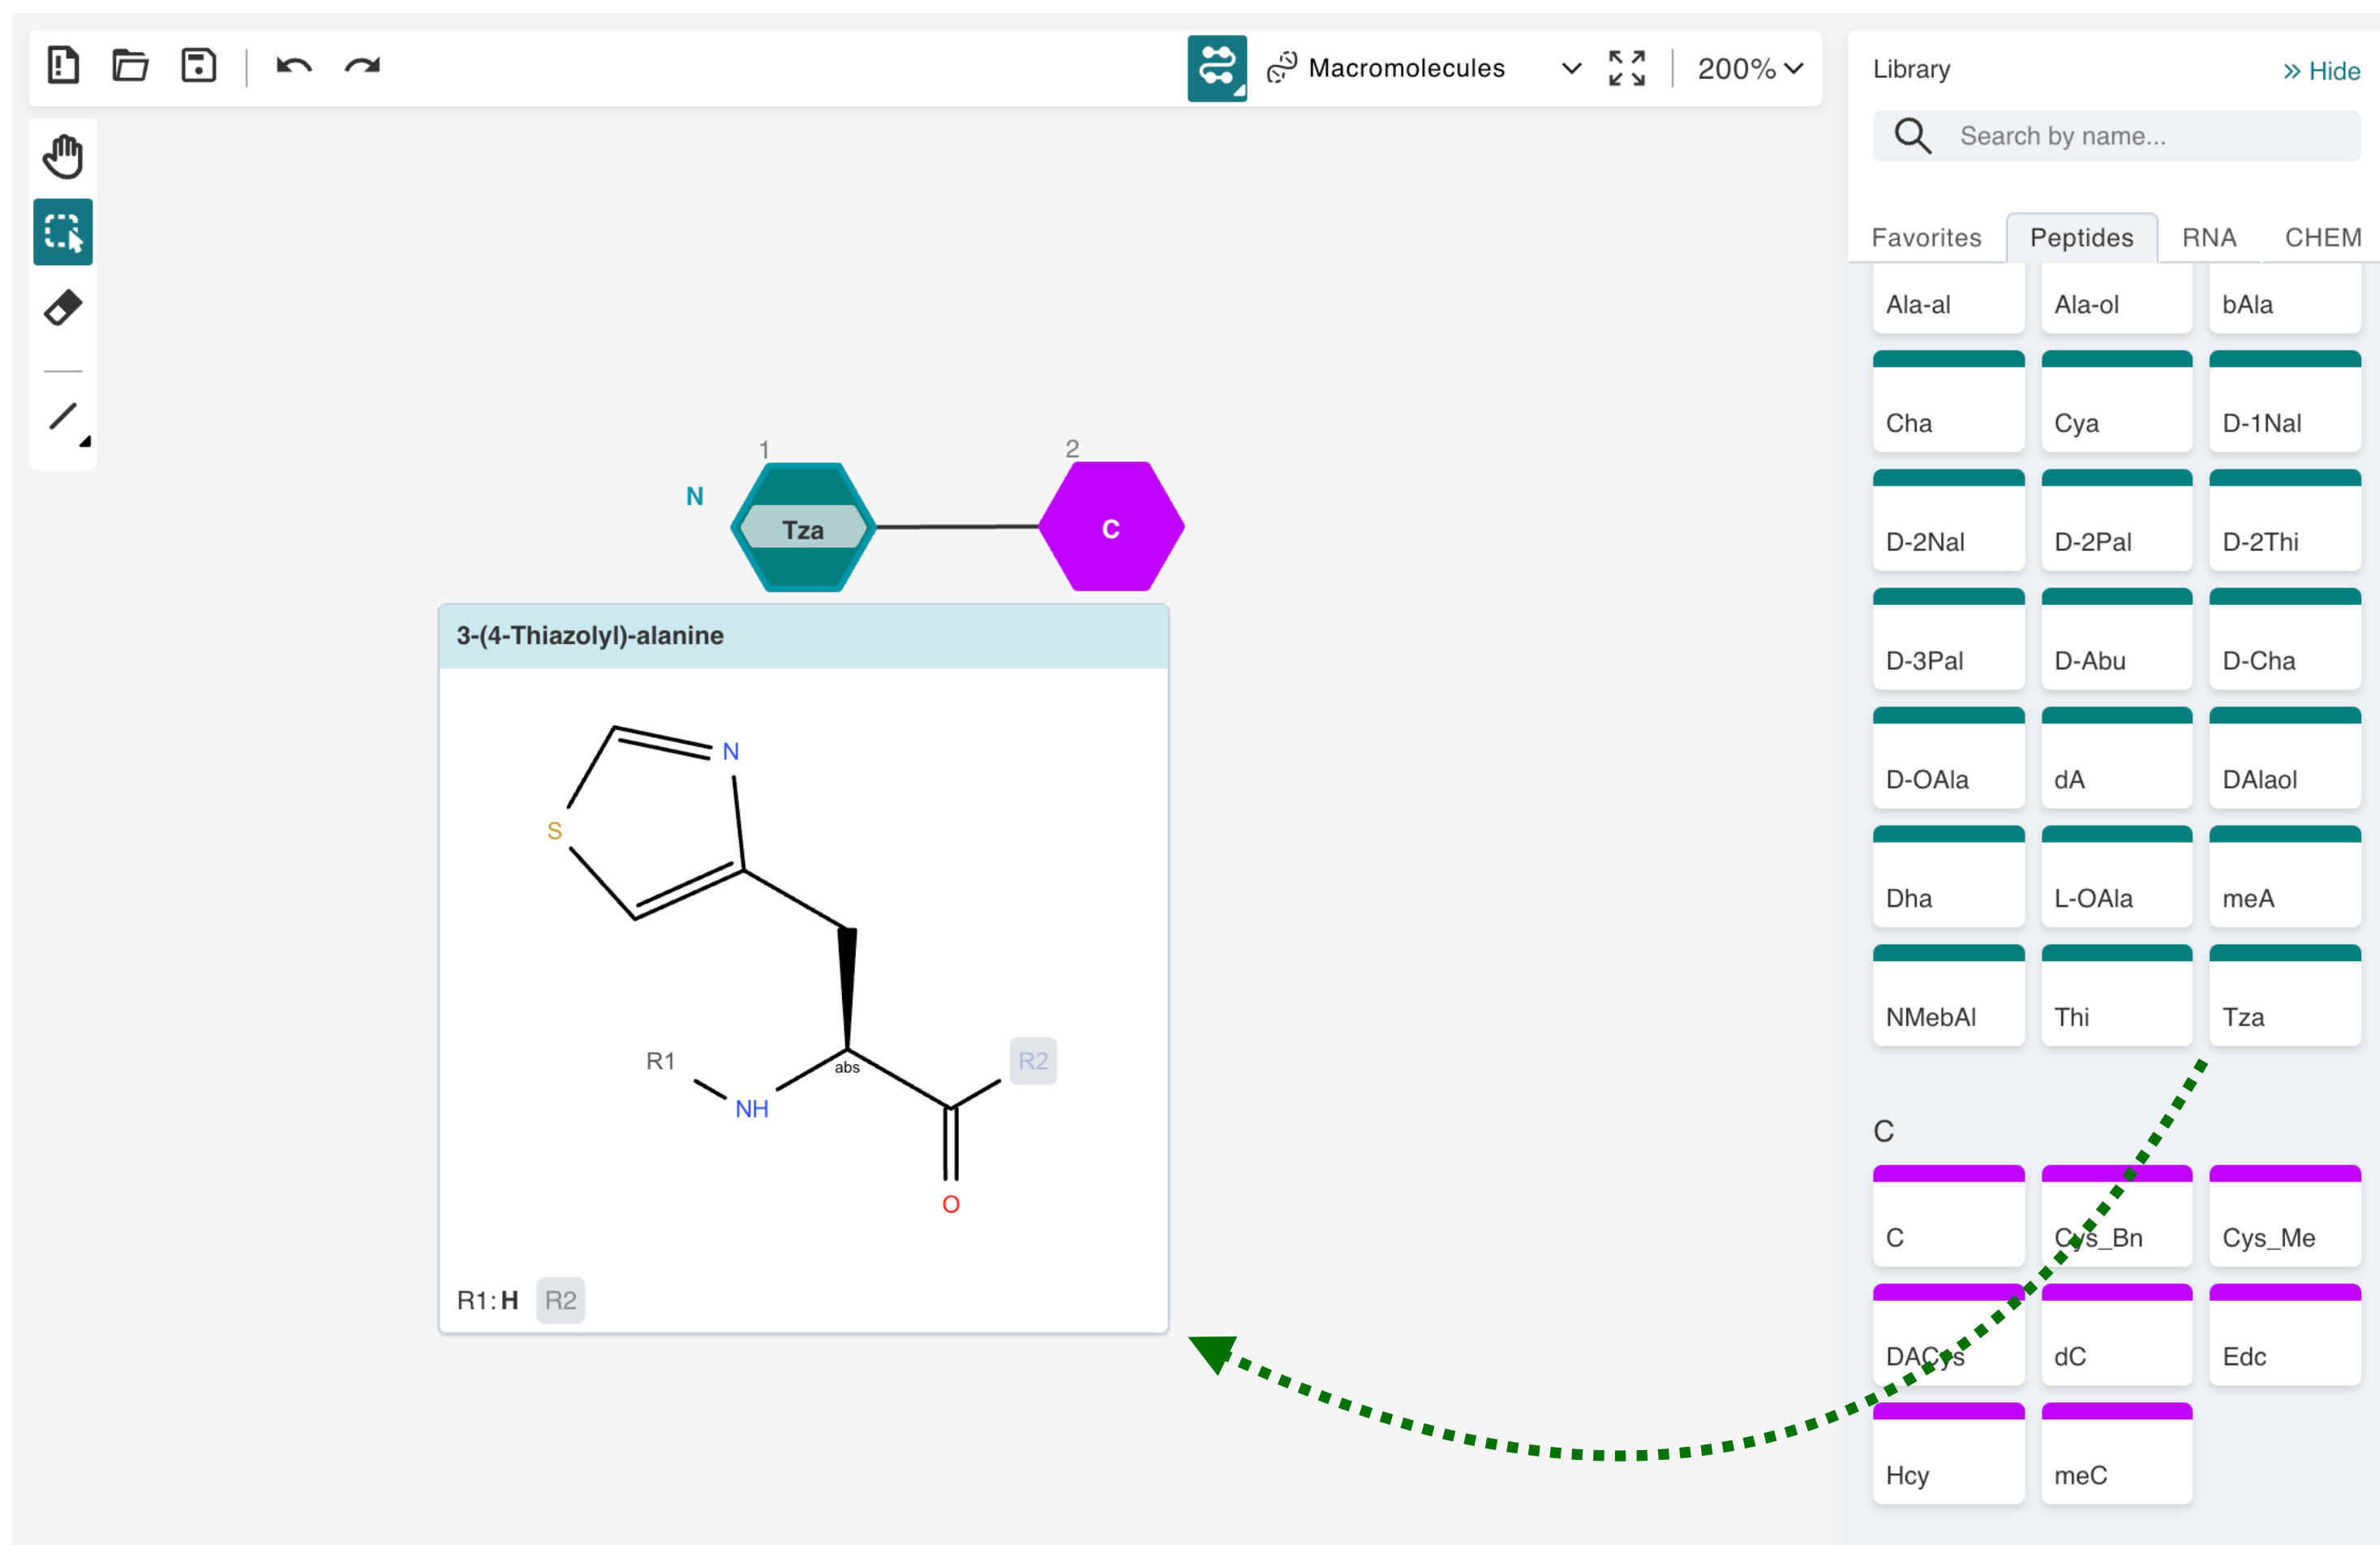 Macromolecules
200%
Library
Hide
Search by name...
Favorites
Peptides
RNA
CHEM
Ala-al
Ala-ol
bAla
Cha
Cya
D-1Nal
D-2Nal
D-2Pal
D-2Thi
D-3Pal
D-Abu
D-Cha
D-OAla
dA
DAlaol
Dha
L-OAla
meA
NMebAl
Thi
Tza
C
C
Cys_Bn
Cys_Me
DACys
dC
Edc
Hcy
meC
1
2
N
Tza
C
3-(4-Thiazolyl)-alanine
N
S
R1
abs
R2
NH
O
R1: H R2